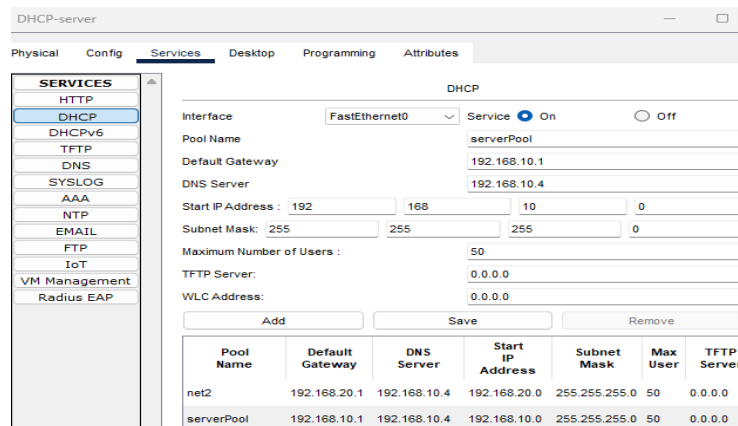 DHCP-server
Physical Config Services Desktop Programming Attributes
SERVICES
HTTP
DHCP
DHCPv6
TFTP
DNS
SYSLOG
AAA
NTP
EMAIL
FTP
IoT
VM Management
Radius EAP
DHCP
Interface FastEthernet0 Service On Off
Pool Name serverPool
Default Gateway 192.168.10.1
DNS Server 192.168.10.4
Start IP Address : 192 168 10 0
Subnet Mask: 255 255 255 0
Maximum Number of Users : 50
TFTP Server: 0.0.0.0
WLC Address: 0.0.0.0
Add Save Remove
Pool Name Default Gateway DNS Server Start IP Address Subnet Mask Max User TFTP Serve
net2 192.168.20.1 192.168.10.4 192.168.20.0 255.255.255.0 50 0.0.0.0
serverPool 192.168.10.1 192.168.10.4 192.168.10.0 255.255.255.0 50 0.0.0.0